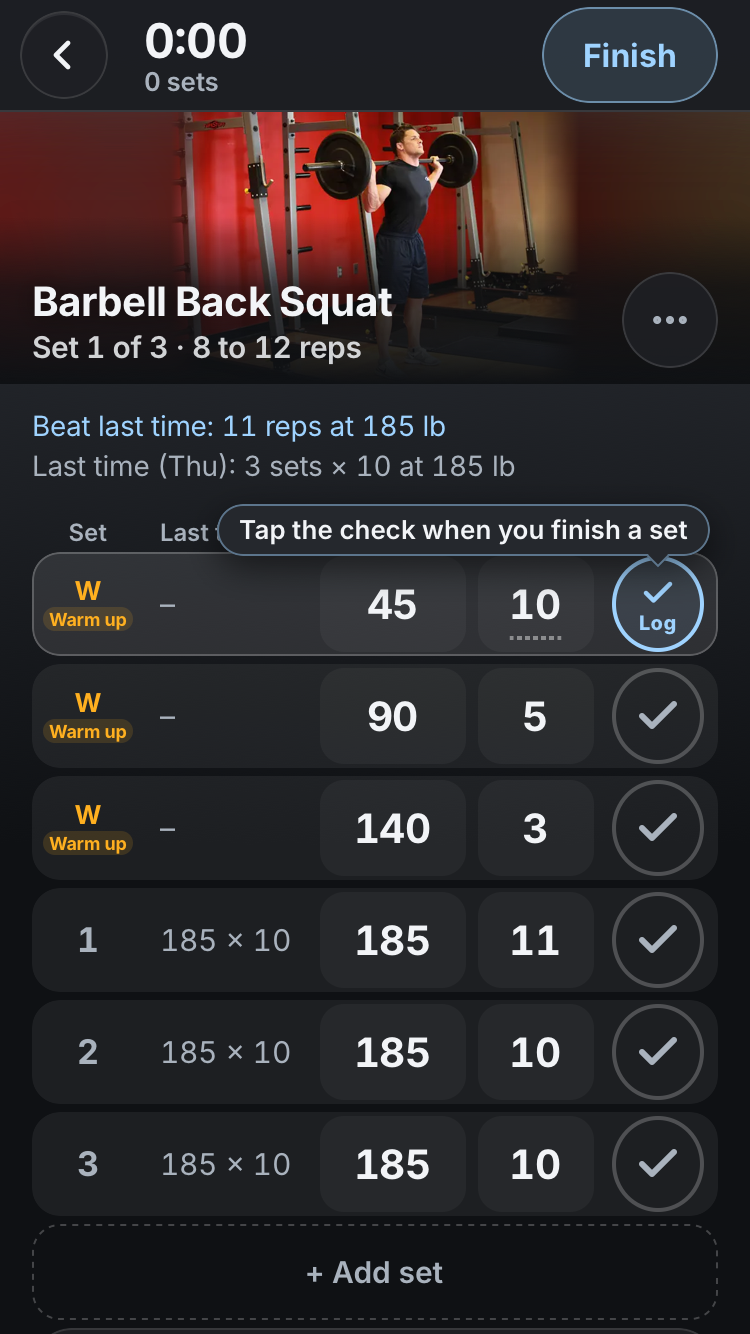 0:00
0 sets
Finish
Barbell Back Squat
Set 1 of 3 · 8 to 12 reps
Beat last time: 11 reps at 185 lb
Last time (Thu): 3 sets × 10 at 185 lb
Set Last
Tap the check when you finish a set
W
Warm up
– 45 10
Log
W
Warm up
– 90 5
W
Warm up
– 140 3
1 185 × 10 185 11
2 185 × 10 185 10
3 185 × 10 185 10
+ Add set